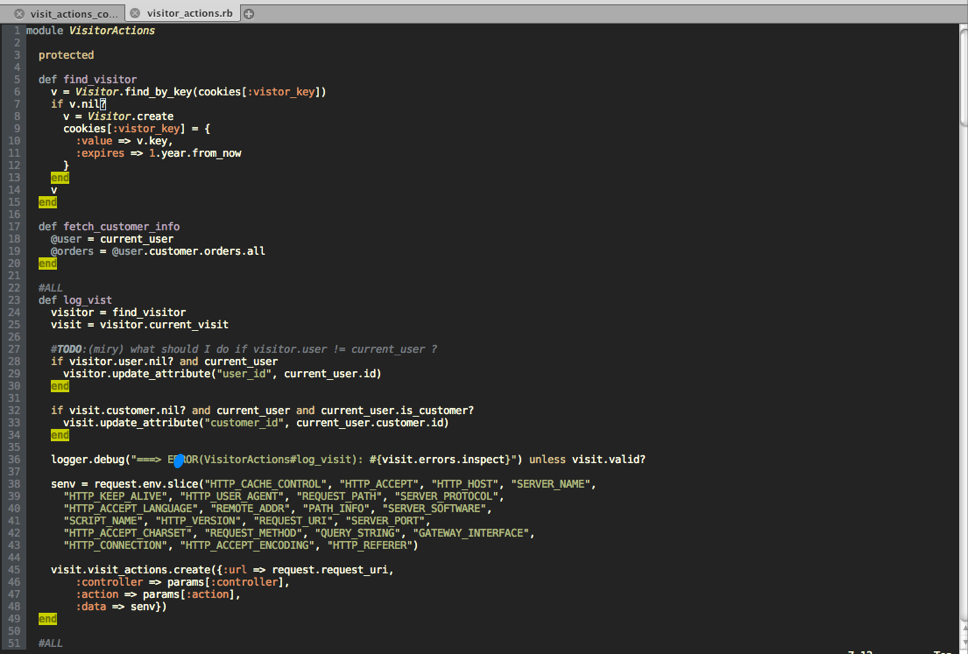 visit_actions_co...
visitor_actions.rb
1 module VisitorActions
2
3   protected
4
5   def find_visitor
6     v = Visitor.find_by_key(cookies[:vistor_key])
7     if v.nil?
8       v = Visitor.create
9       cookies[:vistor_key] = {
10         :value => v.key,
11         :expires => 1.year.from_now
12       }
13     end
14     v
15   end
16
17   def fetch_customer_info
18     @user = current_user
19     @orders = @user.customer.orders.all
20   end
21
22   #ALL
23   def log_vist
24     visitor = find_visitor
25     visit = visitor.current_visit
26
27     #TODO:(miry) what should I do if visitor.user != current_user ?
28     if visitor.user.nil? and current_user
29       visitor.update_attribute("user_id", current_user.id)
30     end
31
32     if visit.customer.nil? and current_user and current_user.is_customer?
33       visit.update_attribute("customer_id", current_user.customer.id)
34     end
35
36     logger.debug("===> ERROR(VisitorActions#log_visit): #{visit.errors.inspect}") unless visit.valid?
37
38     senv = request.env.slice("HTTP_CACHE_CONTROL", "HTTP_ACCEPT", "HTTP_HOST", "SERVER_NAME",
39       "HTTP_KEEP_ALIVE", "HTTP_USER_AGENT", "REQUEST_PATH", "SERVER_PROTOCOL",
40       "HTTP_ACCEPT_LANGUAGE", "REMOTE_ADDR", "PATH_INFO", "SERVER_SOFTWARE",
41       "SCRIPT_NAME", "HTTP_VERSION", "REQUEST_URI", "SERVER_PORT",
42       "HTTP_ACCEPT_CHARSET", "REQUEST_METHOD", "QUERY_STRING", "GATEWAY_INTERFACE",
43       "HTTP_CONNECTION", "HTTP_ACCEPT_ENCODING", "HTTP_REFERER")
44
45     visit.visit_actions.create({:url => request.request_uri,
46         :controller => params[:controller],
47         :action => params[:action],
48         :data => senv})
49   end
50
51   #ALL